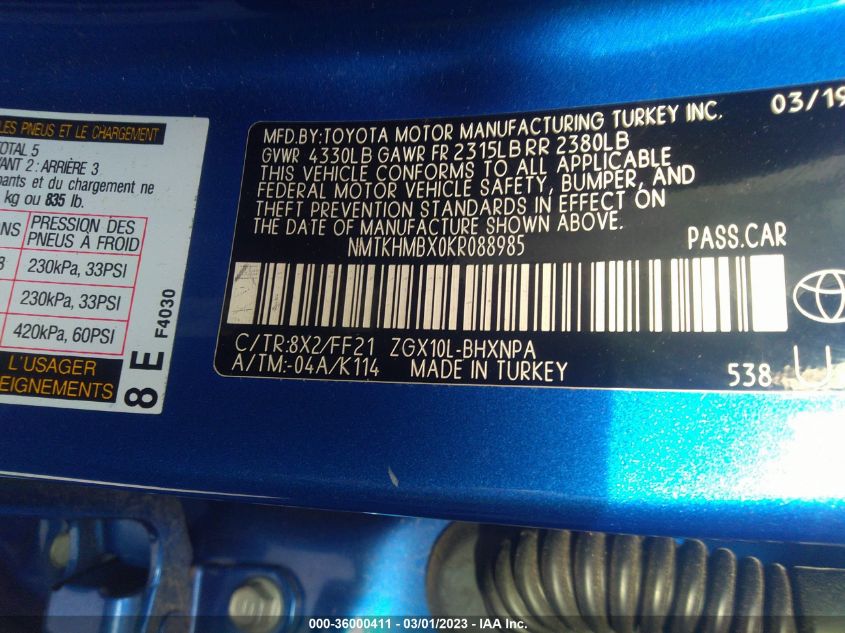 LES PNEUS ET LE CHARGEMENT
TOTAL 5
VANT 2 : ARRIÈRE 3
pants et du chargement ne
kg ou 835 lb.
NS PRESSION DES PNEUS À FROID
230kPa, 33PSI
230kPa, 33PSI
420kPa, 60PSI
L'USAGER
EIGNEMENTS
8 E F4030
MFD.BY:TOYOTA MOTOR MANUFACTURING TURKEY INC. 03/19
GVWR 4330LB GAWR FR 2315LB RR 2380LB
THIS VEHICLE CONFORMS TO ALL APPLICABLE
FEDERAL MOTOR VEHICLE SAFETY, BUMPER, AND
THEFT PREVENTION STANDARDS IN EFFECT ON
THE DATE OF MANUFACTURE SHOWN ABOVE.
NMTKHMBX0KR088985 PASS.CAR
C/TR:8X2/FF21 ZGX10L-BHXNPA
A/TM:-04A/K114 MADE IN TURKEY 538 U
000-36000411 - 03/01/2023 - IAA Inc.